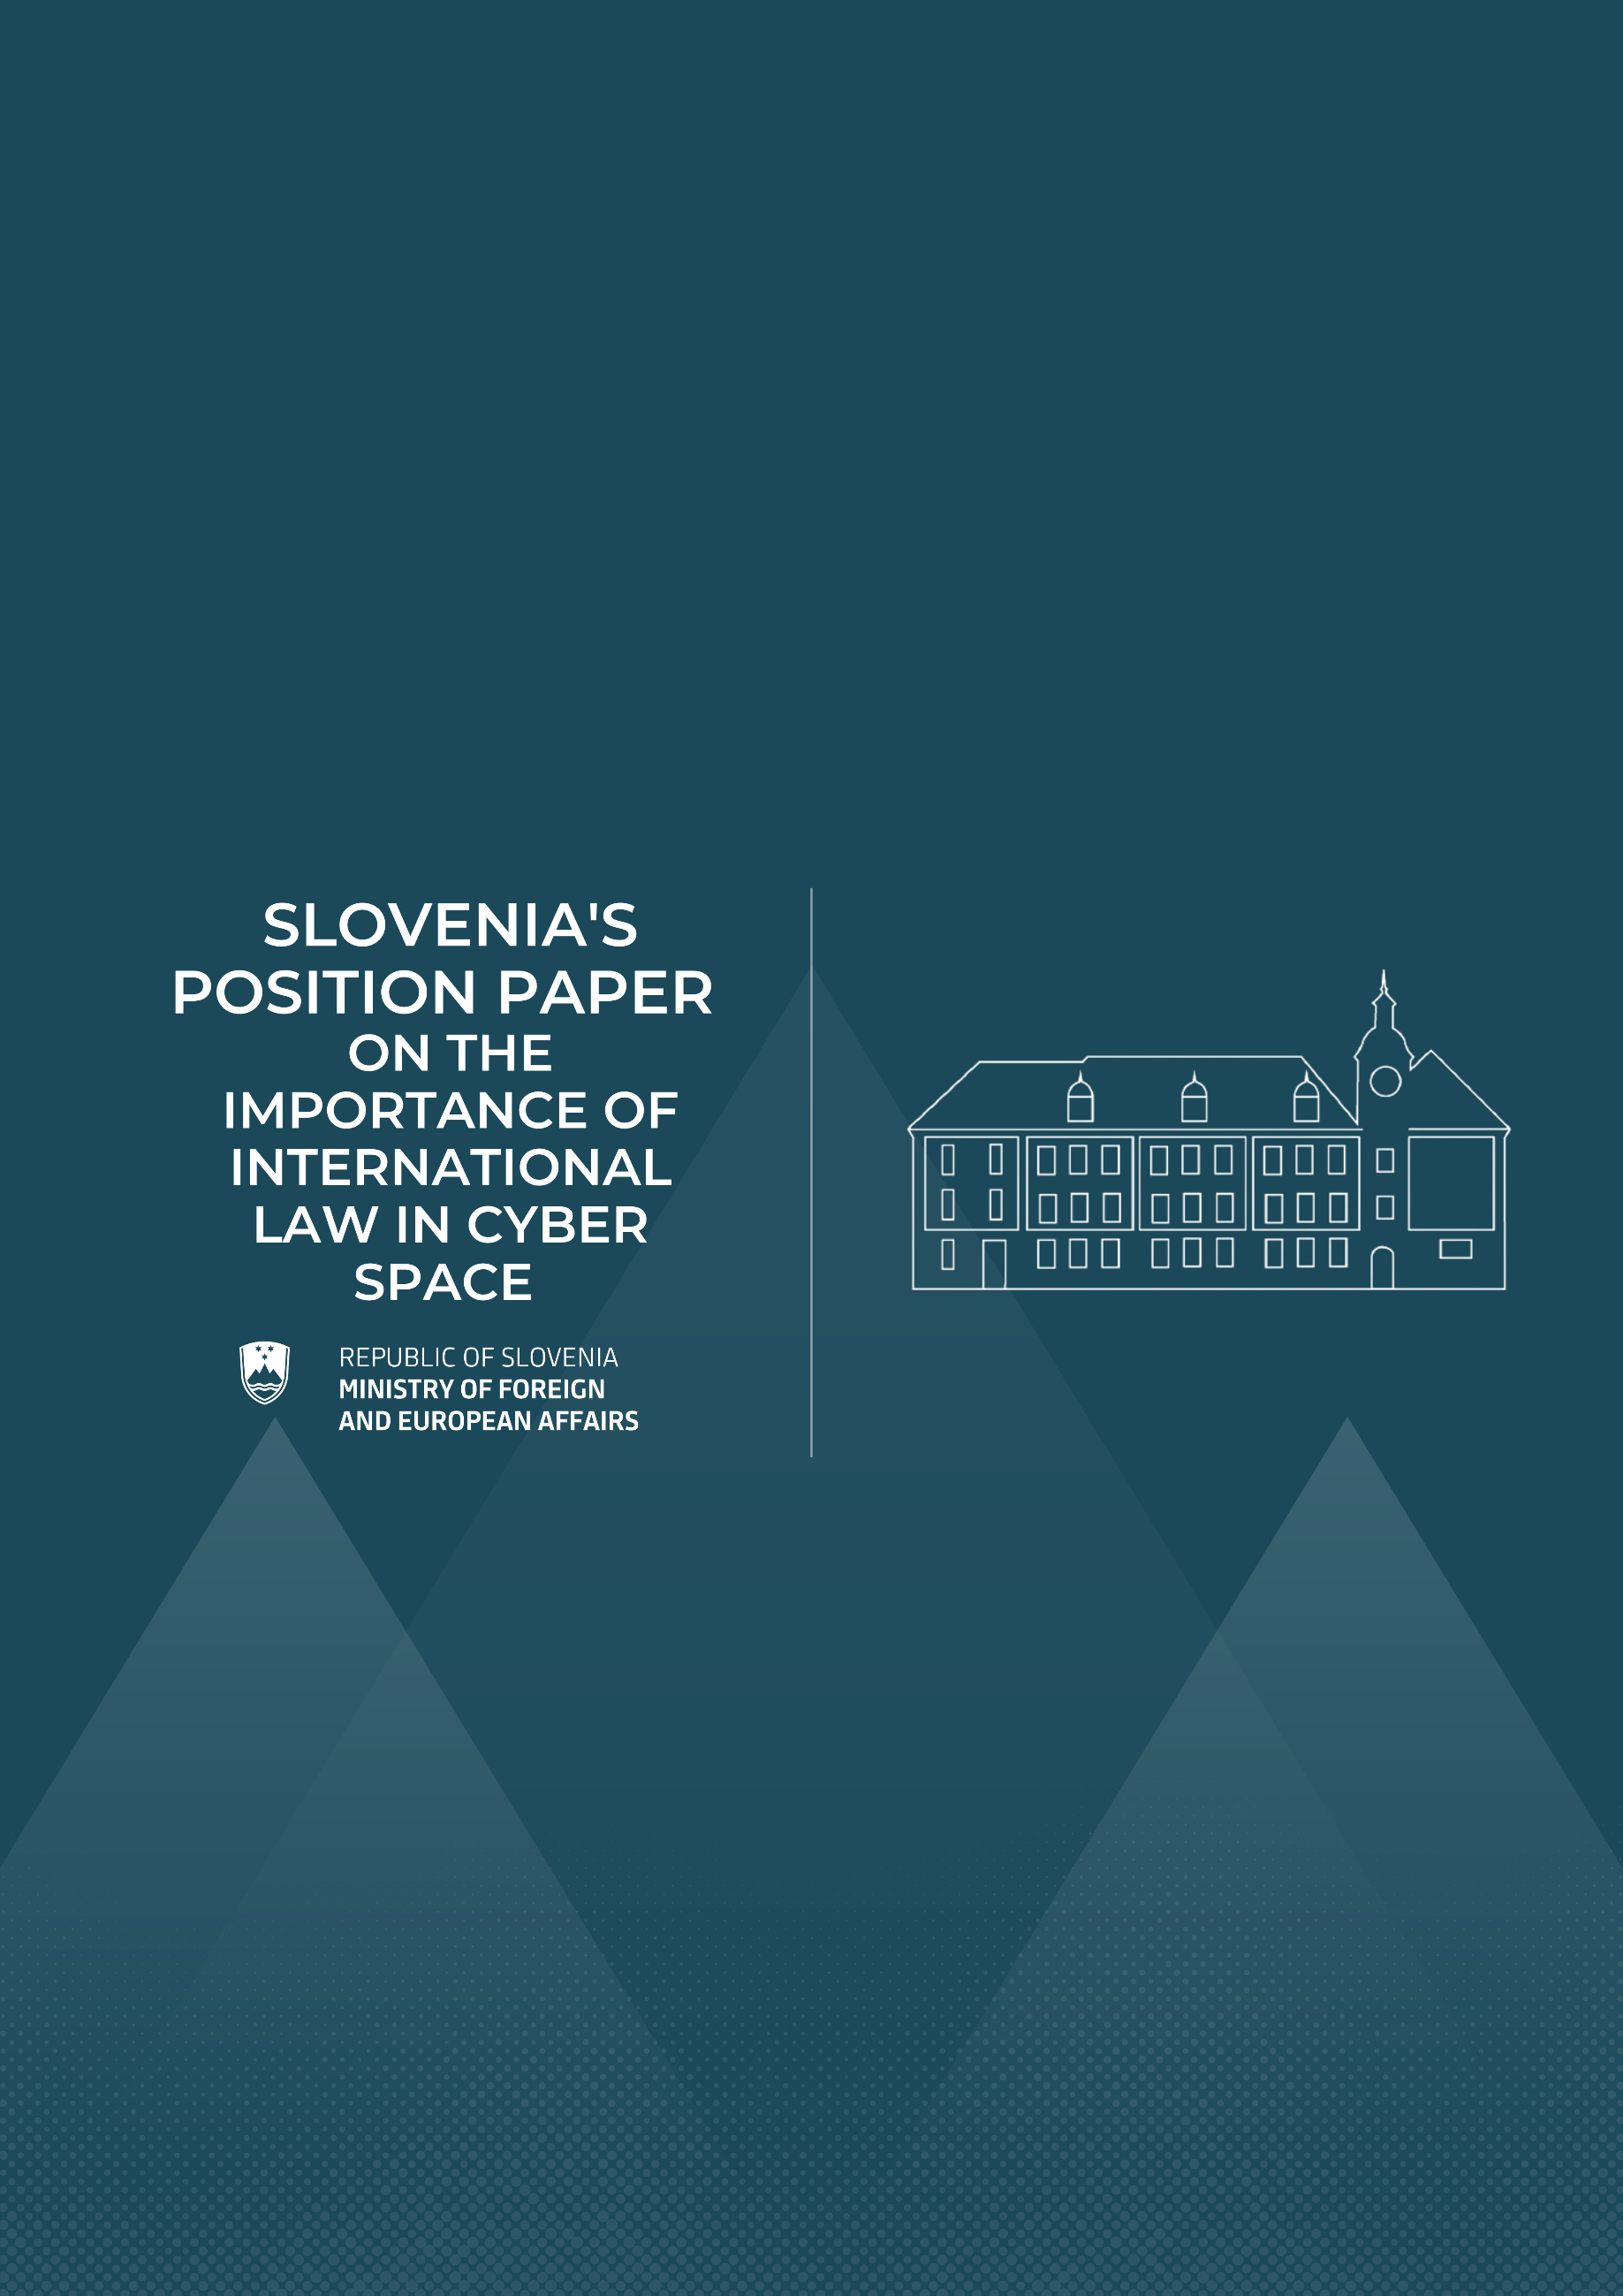 SLOVENIA'S
POSITION PAPER
ON THE
IMPORTANCE OF
INTERNATIONAL
LAW IN CYBER
SPACE
REPUBLIC OF SLOVENIA
MINISTRY OF FOREIGN
AND EUROPEAN AFFAIRS